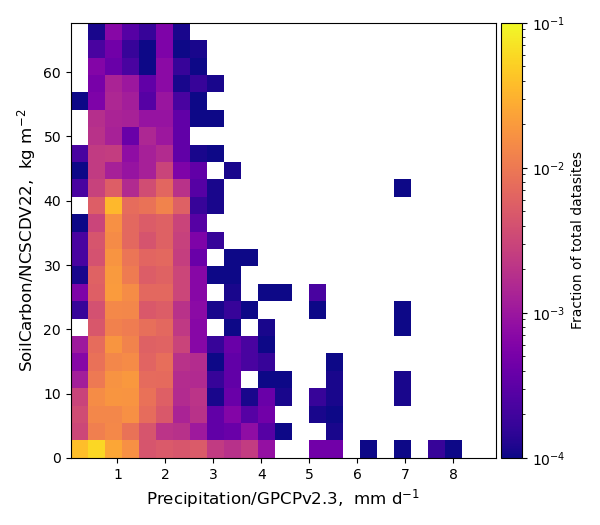 SoilCarbon/NCSCDV22, kg m⁻²
60
50
40
30
20
10
0
1 2 3 4 5 6 7 8
Precipitation/GPCPv2.3, mm d⁻¹
10⁻¹
10⁻²
10⁻³
10⁻⁴
Fraction of total datasites